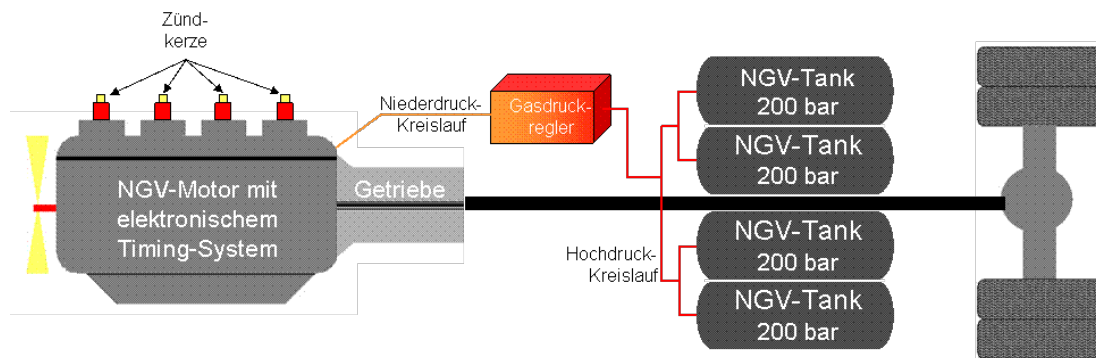 Zünd-
kerze
Niederdruck-
Kreislauf
Gasdruck-
regler
NGV-Tank
200 bar
NGV-Tank
200 bar
NGV-Motor mit
elektronischem
Timing-System
Getriebe
Hochdruck-
Kreislauf
NGV-Tank
200 bar
NGV-Tank
200 bar